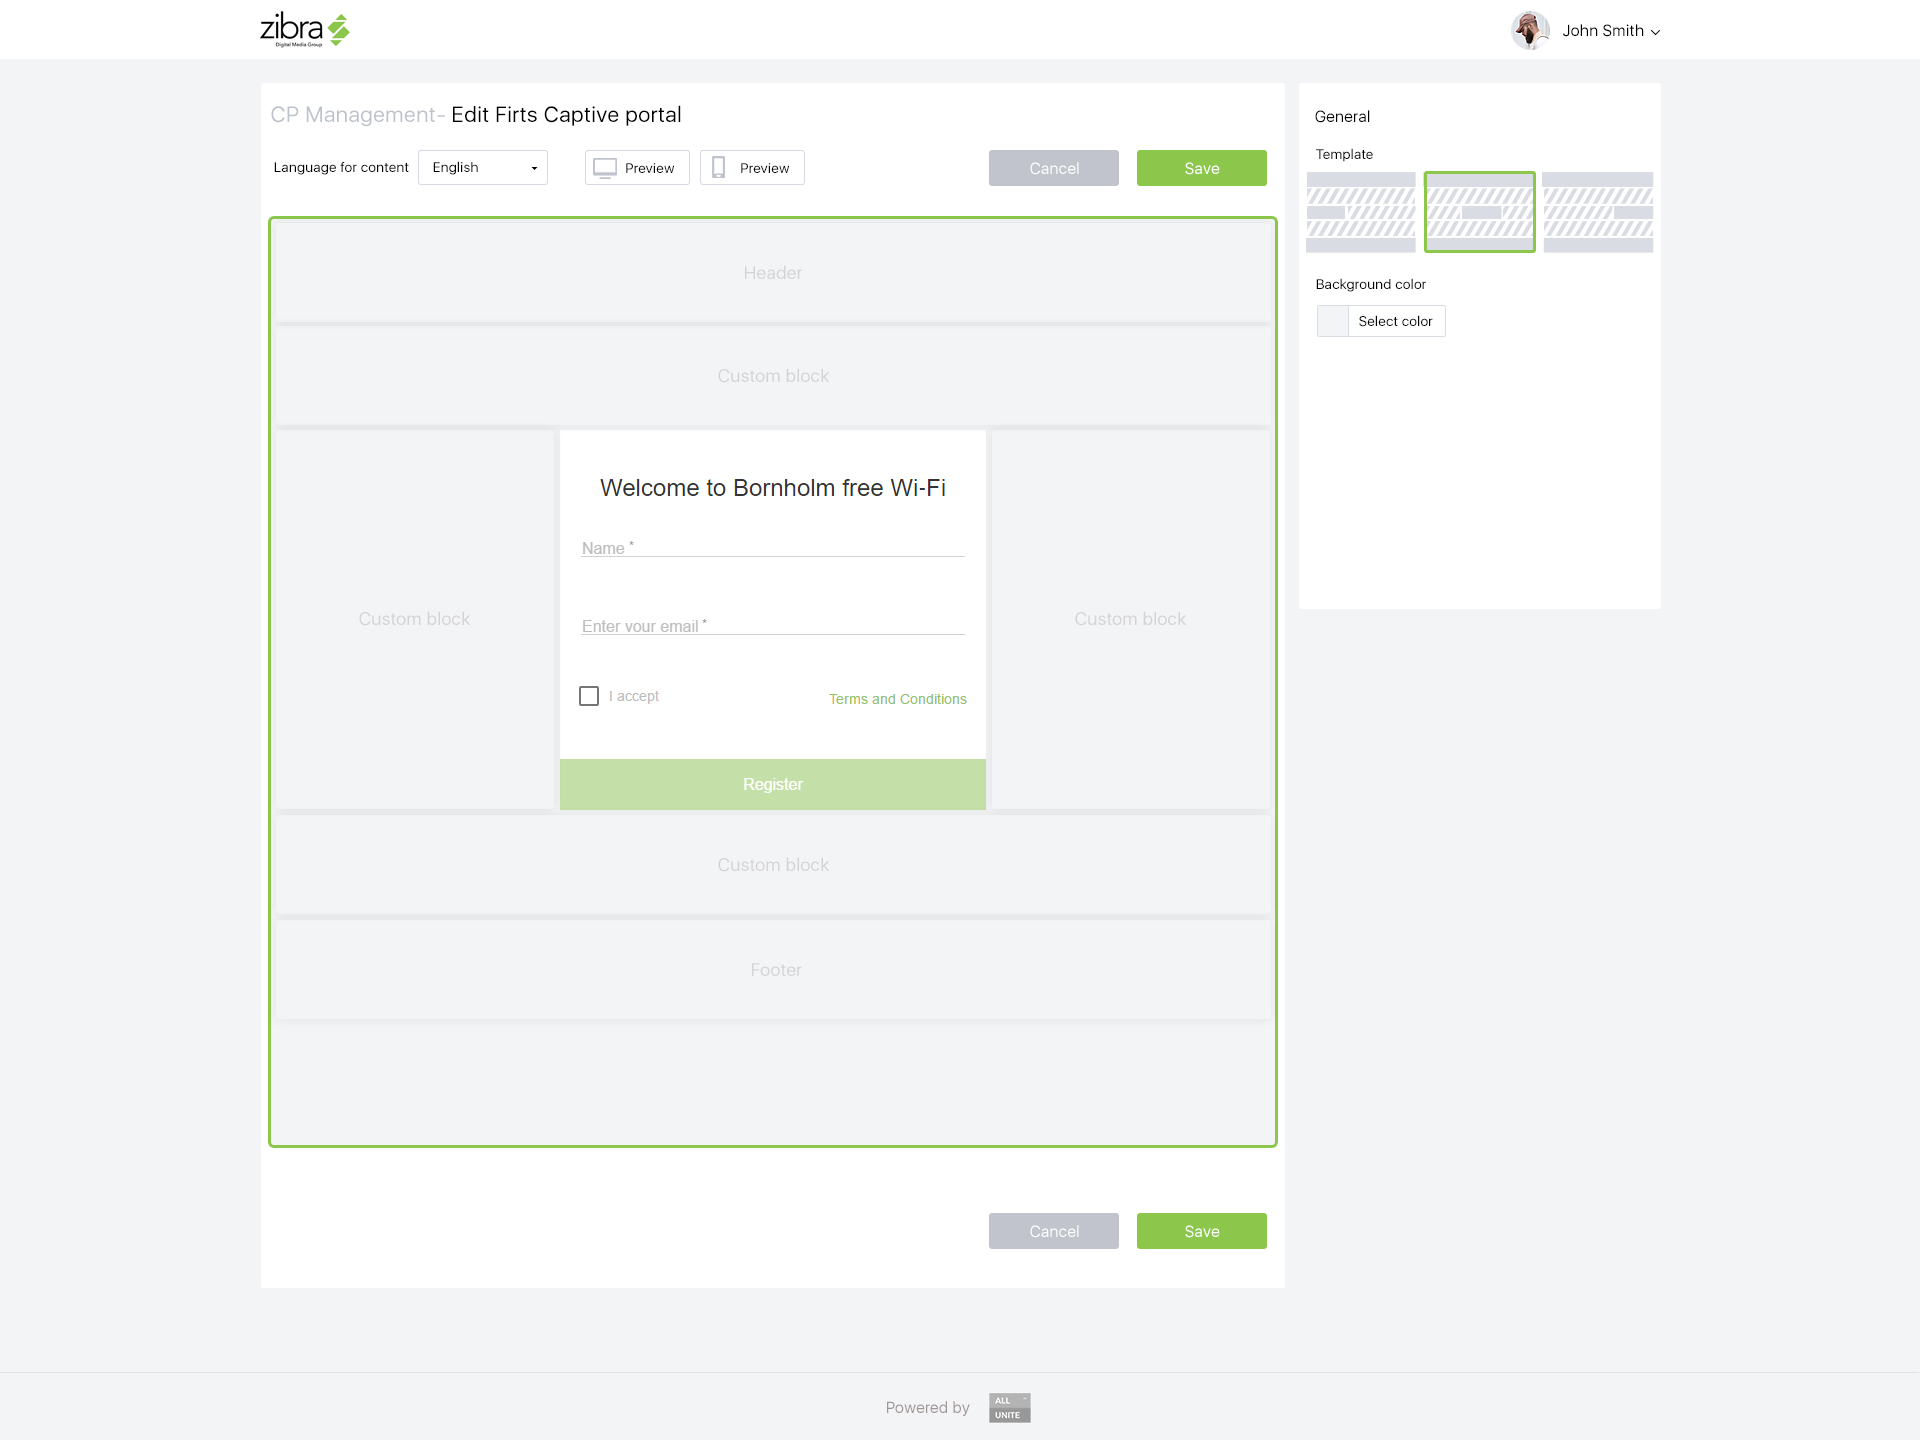 zibra
Digital Media Group
John Smith
CP Management- Edit Firts Captive portal
General
Language for content
English
Preview
Preview
Cancel
Save
Template
Header
Background color
Select color
Custom block
Welcome to Bornholm free Wi-Fi
Name *
Custom block
Enter your email *
Custom block
I accept
Terms and Conditions
Register
Custom block
Footer
Cancel
Save
Powered by
ALL
UNITE